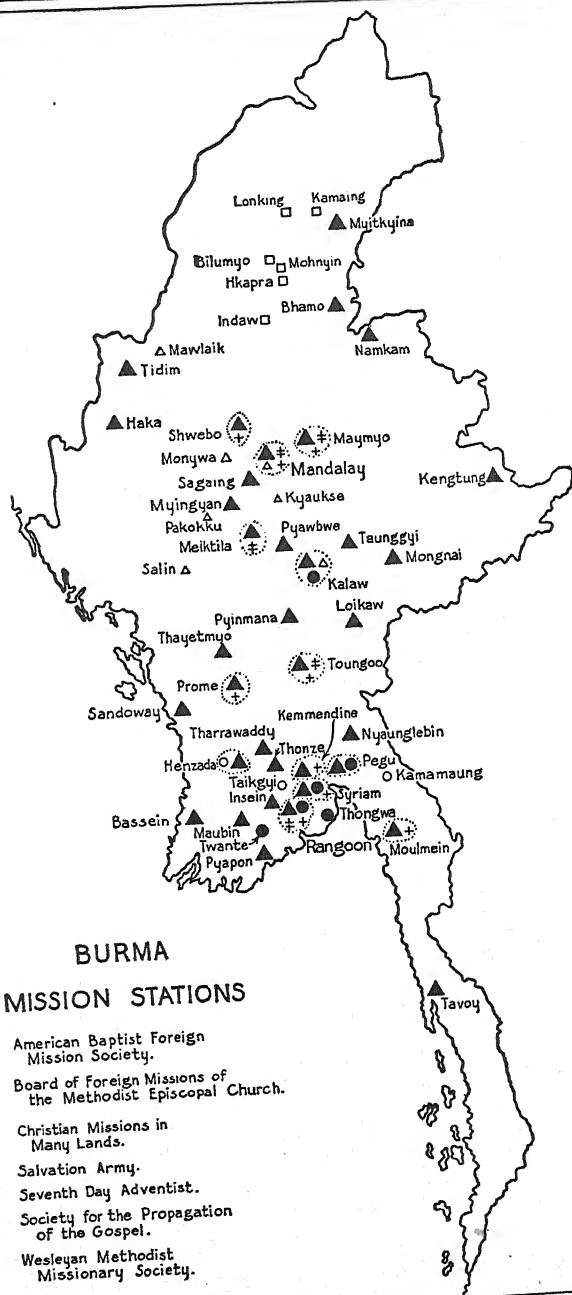 Lonking
Kamaing
Myitkyina
Bilumyo
Mohnyin
Hkapra
Bhamo
Indaw
Mawlaik
Namkam
Tidim
Haka
Shwebo
Maymyo
Monywa
Mandalay
Sagaing
Kengtung
Myingyan
Kyaukse
Pakokku
Pyawbwe
Taunggyi
Meiktila
Mongnai
Salin
Kalaw
Pyinmana
Loikaw
Thayetmyo
Toungoo
Prome
Sandoway
Kemmendine
Tharrawaddy
Nyaunglebin
Thonze
Henzada
Pegu
Taikgyi
Kamamaung
Insein
Syriam
Bassein
Maubin
Thongwa
Twante
Rangoon
Moulmein
Pyapon
BURMA
MISSION STATIONS
Tavoy
American Baptist Foreign
Mission Society.
Board of Foreign Missions of
the Methodist Episcopal Church.
Christian Missions in
Many Lands.
Salvation Army.
Seventh Day Adventist.
Society for the Propagation
of the Gospel.
Wesleyan Methodist
Missionary Society.